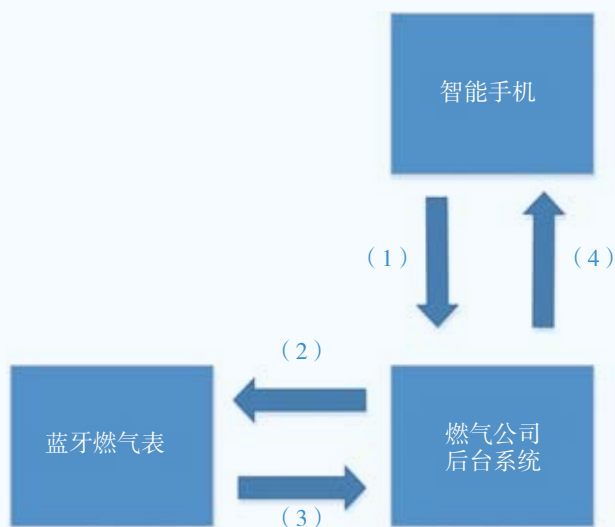 智能手机
（1）
（4）
（2）
蓝牙燃气表
燃气公司
后台系统
（3）